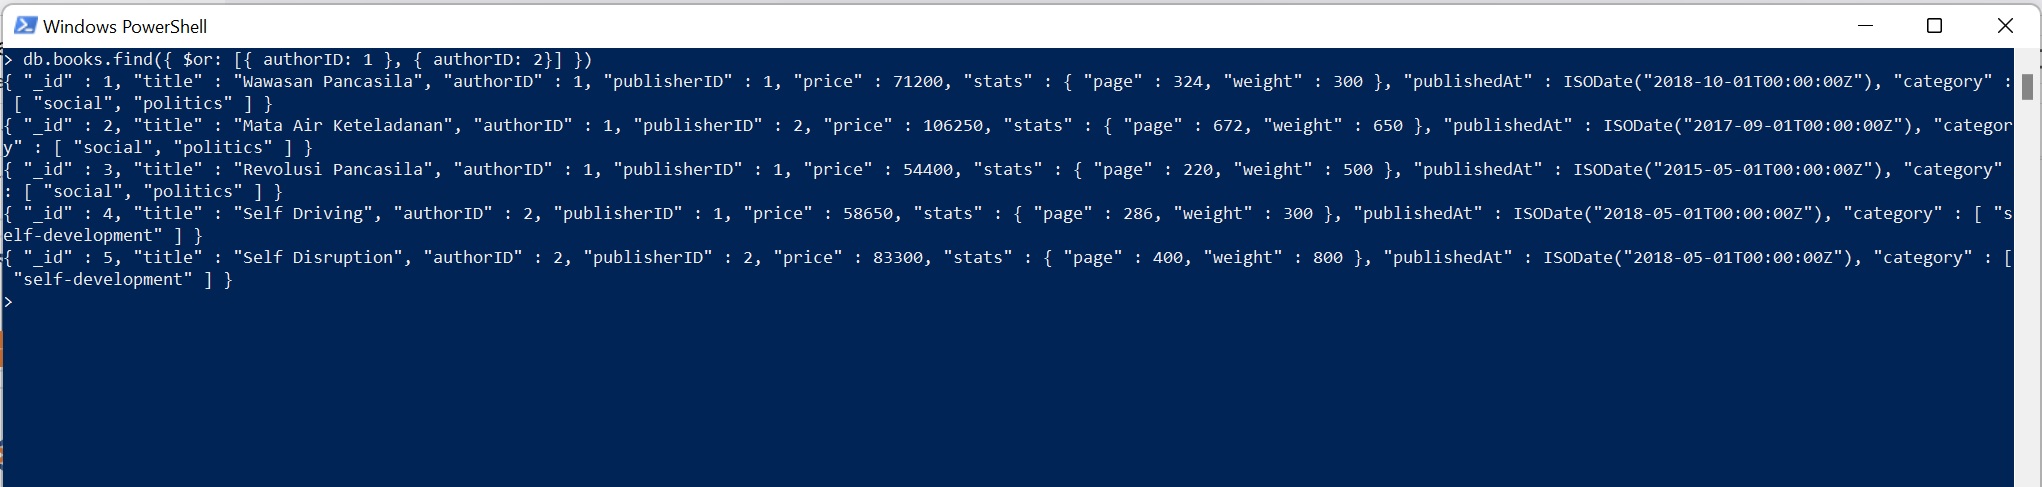 Windows PowerShell
> db.books.find({ $or: [{ authorID: 1 }, { authorID: 2}] })
{ "_id" : 1, "title" : "Wawasan Pancasila", "authorID" : 1, "publisherID" : 1, "price" : 71200, "stats" : { "page" : 324, "weight" : 300 }, "publishedAt" : ISODate("2018-10-01T00:00:00Z"), "category" :
[ "social", "politics" ] }
{ "_id" : 2, "title" : "Mata Air Keteladanan", "authorID" : 1, "publisherID" : 2, "price" : 106250, "stats" : { "page" : 672, "weight" : 650 }, "publishedAt" : ISODate("2017-09-01T00:00:00Z"), "categor
y" : [ "social", "politics" ] }
{ "_id" : 3, "title" : "Revolusi Pancasila", "authorID" : 1, "publisherID" : 1, "price" : 54400, "stats" : { "page" : 220, "weight" : 500 }, "publishedAt" : ISODate("2015-05-01T00:00:00Z"), "category"
: [ "social", "politics" ] }
{ "_id" : 4, "title" : "Self Driving", "authorID" : 2, "publisherID" : 1, "price" : 58650, "stats" : { "page" : 286, "weight" : 300 }, "publishedAt" : ISODate("2018-05-01T00:00:00Z"), "category" : [ "s
elf-development" ] }
{ "_id" : 5, "title" : "Self Disruption", "authorID" : 2, "publisherID" : 2, "price" : 83300, "stats" : { "page" : 400, "weight" : 800 }, "publishedAt" : ISODate("2018-05-01T00:00:00Z"), "category" : [
"self-development" ] }
>